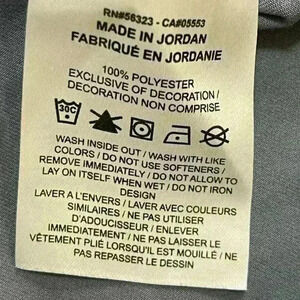 RN#56323 - CA#05553
MADE IN JORDAN
FABRIQUÉ EN JORDANIE
100% POLYESTER
EXCLUSIVE OF DECORATION /
DECORATION NON COMPRISE
30C
WASH INSIDE OUT / WASH WITH LIKE
COLORS / DO NOT USE SOFTENERS /
REMOVE IMMEDIATELY / DO NOT ALLOW TO
LAY ON ITSELF WHEN WET / DO NOT IRON
DESIGN
LAVER A L'ENVERS / LAVER AVEC COULEURS
SIMILAIRES / NE PAS UTILISER
D'ADOUCISSEUR / ENLEVER
IMMEDIATEMENT / NE PAS LAISSER LE
VÊTEMENT PLIÉ LORSQU'IL EST MOUILLÉ / NE
PAS REPASSER LE DESSIN